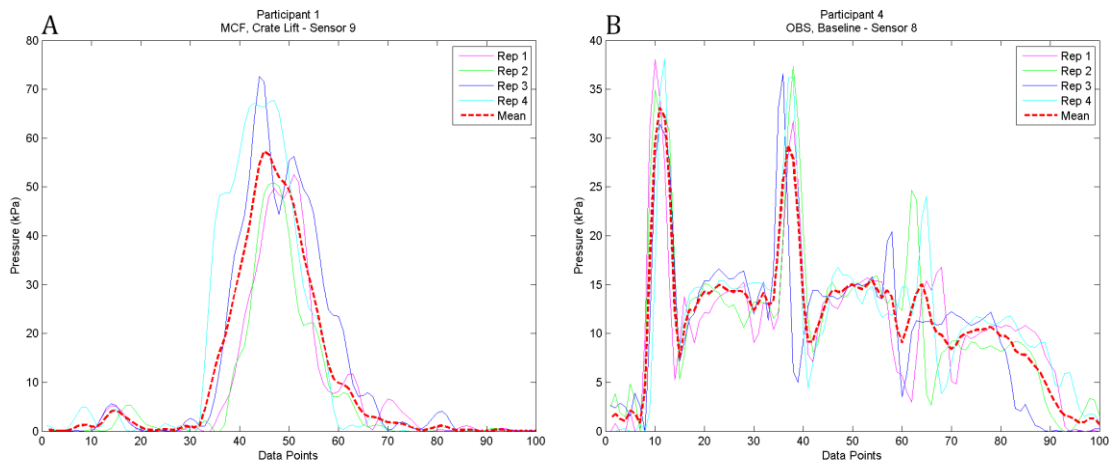 A
Participant 1
MCF, Crate Lift - Sensor 9
80
70
60
50
40
30
20
10
0
Pressure (kPa)
0 10 20 30 40 50 60 70 80 90 100
Data Points
Rep 1
Rep 2
Rep 3
Rep 4
Mean
B
Participant 4
OBS, Baseline - Sensor 8
40
35
30
25
20
15
10
5
0
Pressure (kPa)
0 10 20 30 40 50 60 70 80 90 100
Data Points
Rep 1
Rep 2
Rep 3
Rep 4
Mean